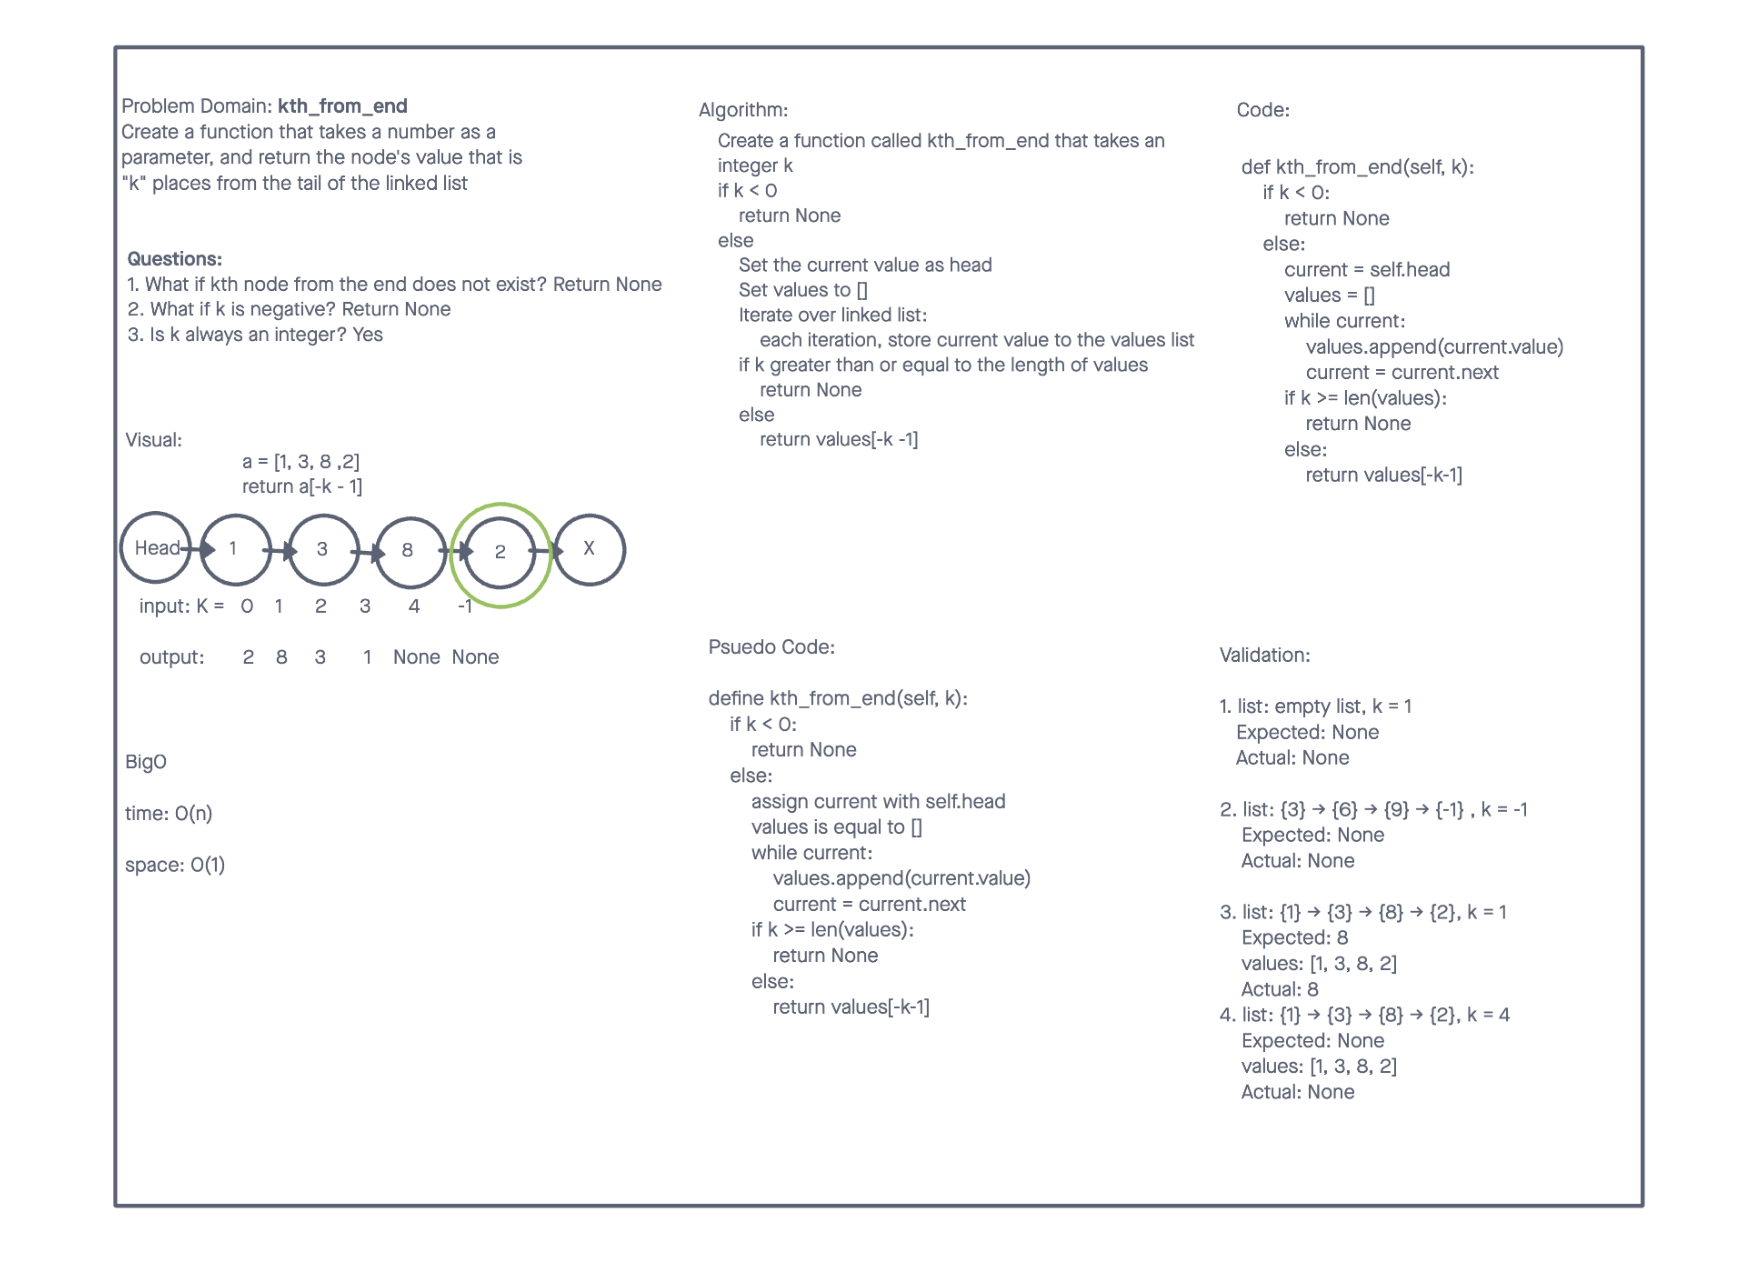 Problem Domain: kth_from_end
Create a function that takes a number as a
parameter, and return the node's value that is
"k" places from the tail of the linked list
Questions:
1. What if kth node from the end does not exist? Return None
2. What if k is negative? Return None
3. Is k always an integer? Yes
Visual:
a = [1, 3, 8 ,2]
return a[-k - 1]
Head 1 3 8 2 X
input: K = 0 1 2 3 4 -1
output: 2 8 3 1 None None
BigO
time: O(n)
space: O(1)
Algorithm:
Create a function called kth_from_end that takes an
integer k
if k < 0
return None
else
Set the current value as head
Set values to []
Iterate over linked list:
each iteration, store current value to the values list
if k greater than or equal to the length of values
return None
else
return values[-k -1]
Psuedo Code:
define kth_from_end(self, k):
if k < 0:
return None
else:
assign current with self.head
values is equal to []
while current:
values.append(current.value)
current = current.next
if k >= len(values):
return None
else:
return values[-k-1]
Code:
def kth_from_end(self, k):
if k < 0:
return None
else:
current = self.head
values = []
while current:
values.append(current.value)
current = current.next
if k >= len(values):
return None
else:
return values[-k-1]
Validation:
1. list: empty list, k = 1
Expected: None
Actual: None
2. list: {3} → {6} → {9} → {-1} , k = -1
Expected: None
Actual: None
3. list: {1} → {3} → {8} → {2}, k = 1
Expected: 8
values: [1, 3, 8, 2]
Actual: 8
4. list: {1} → {3} → {8} → {2}, k = 4
Expected: None
values: [1, 3, 8, 2]
Actual: None